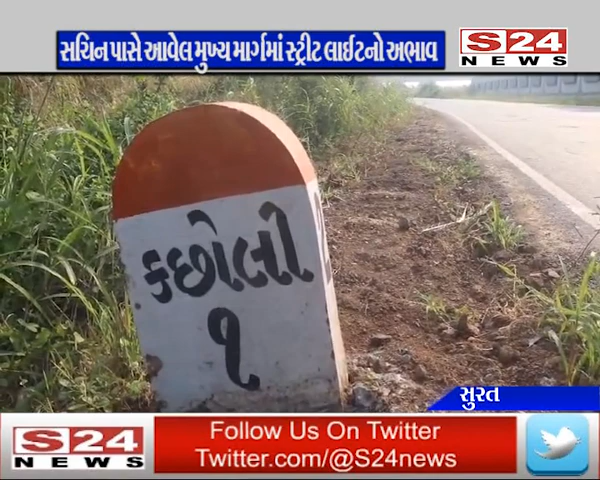 સચિન પાસે આવેલ મુખ્ય માર્ગમાં સ્ટ્રીટ લાઈટનો અભાવ
S24
NEWS
કછોલી
૧
સુરત
S24
NEWS
Follow Us On Twitter
Twitter.com/@S24news